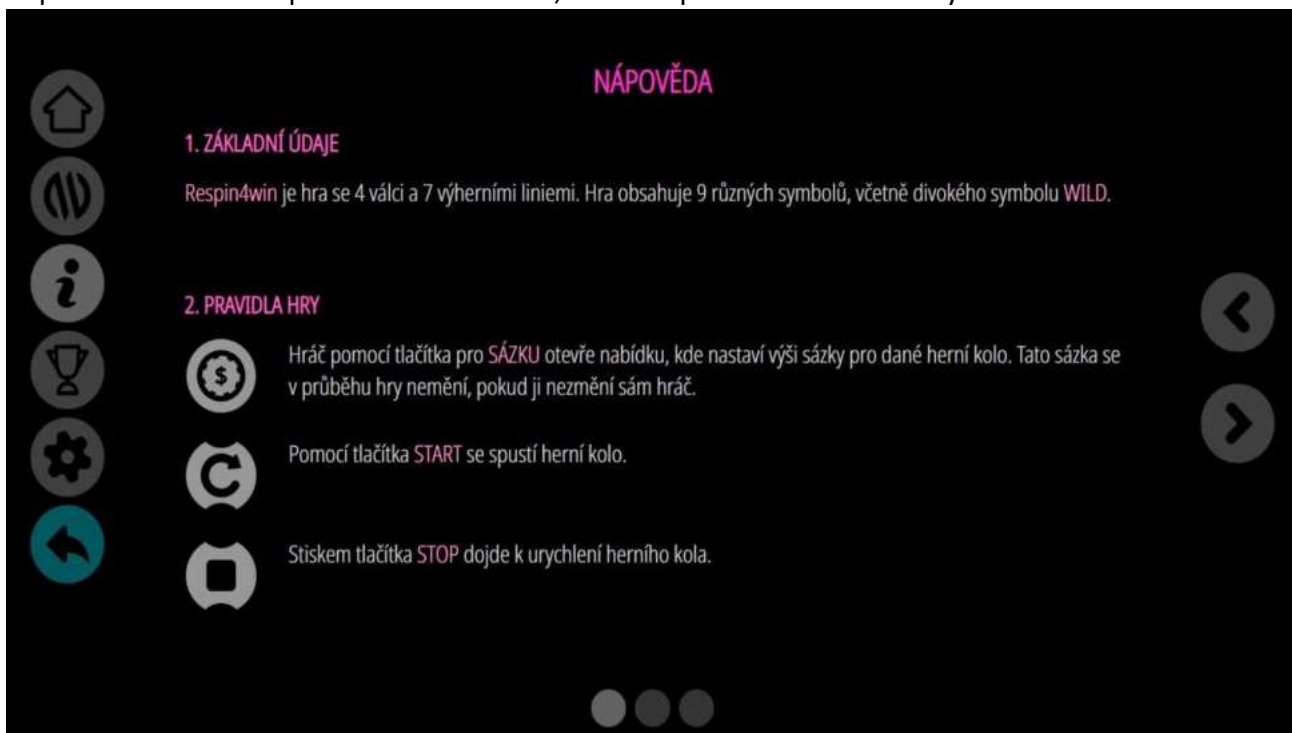 NÁPOVĚDA
1. ZÁKLADNÍ ÚDAJE
Respin4win je hra se 4 válci a 7 výherními liniemi. Hra obsahuje 9 různých symbolů, včetně divokého symbolu WILD.
2. PRAVIDLA HRY
Hráč pomocí tlačítka pro SÁZKU otevře nabídku, kde nastaví výši sázky pro dané herní kolo. Tato sázka se
v průběhu hry nemění, pokud ji nezmění sám hráč.
Pomocí tlačítka START se spustí herní kolo.
Stiskem tlačítka STOP dojde k urychlení herního kola.